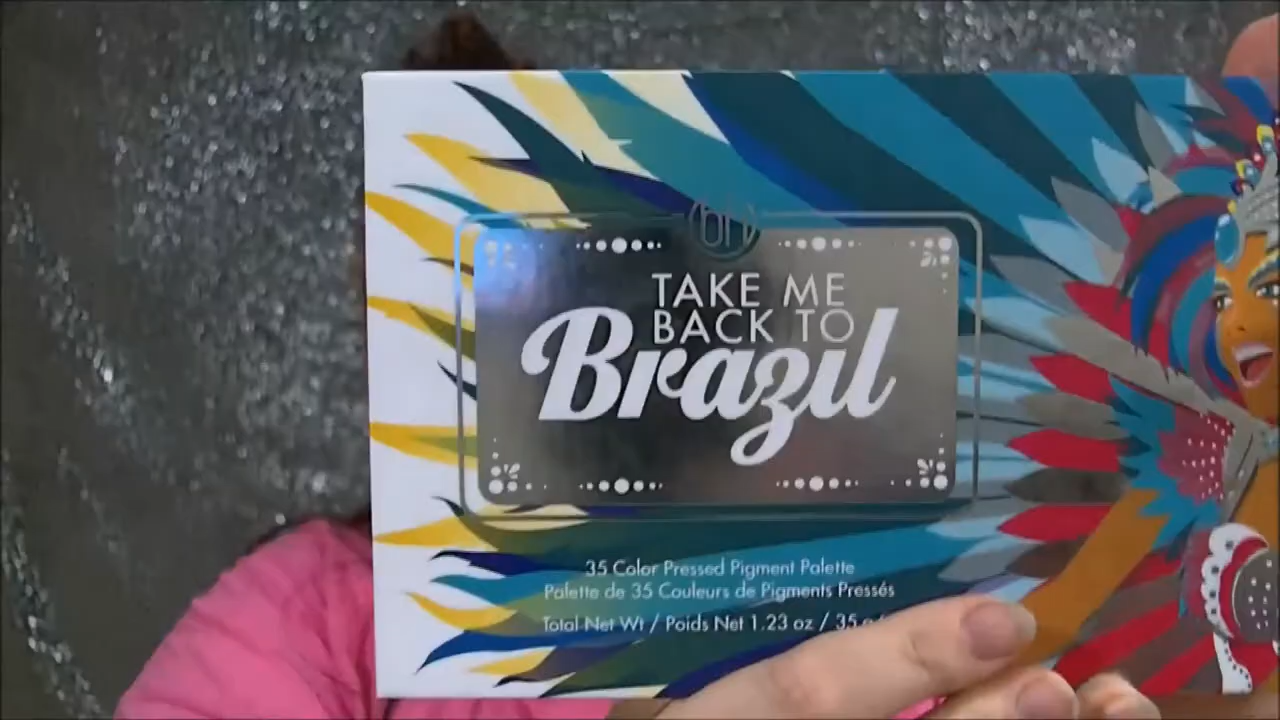 bh
TAKE ME
BACK TO
Brazil
35 Color Pressed Pigment Palette
Palette de 35 Couleurs de Pigments Pressés
Total Net Wt / Poids Net 1.23 oz / 35